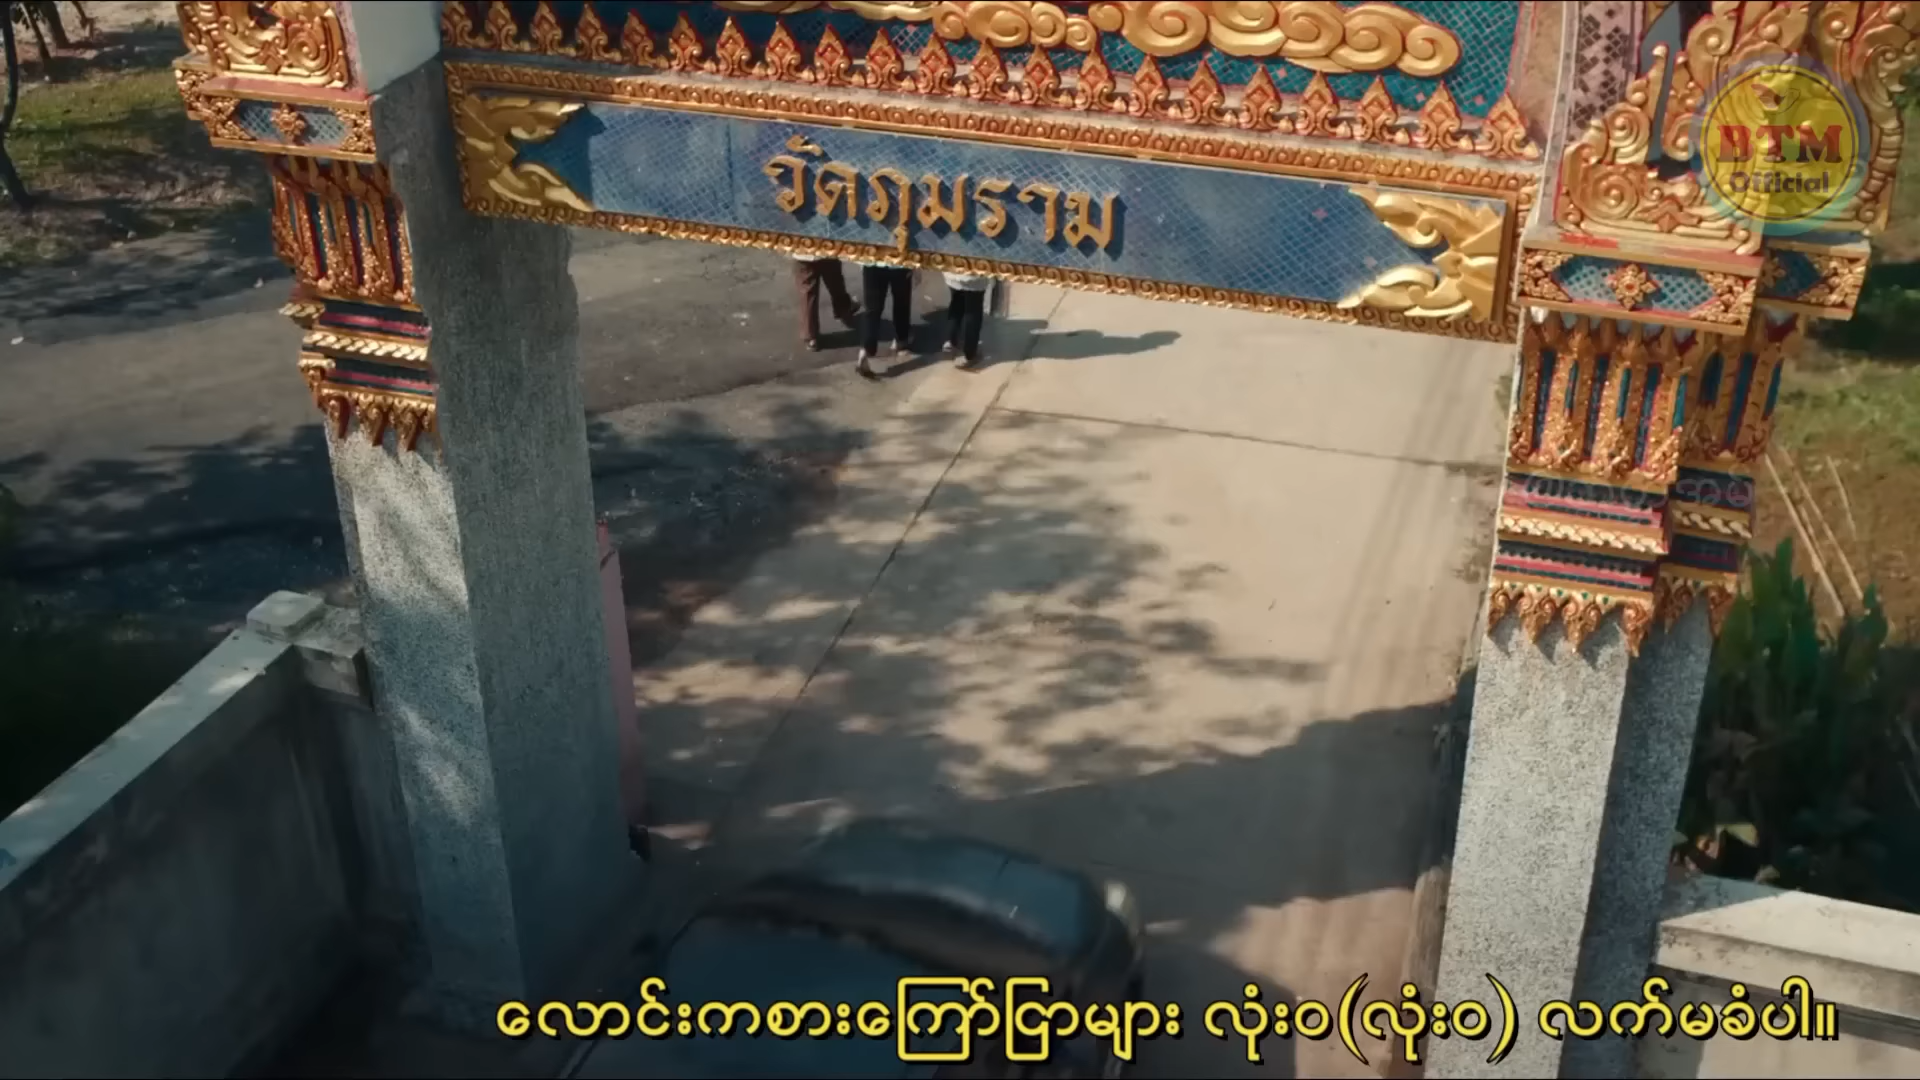 วัดภุมราม
BTM
Official
လောင်းကစားကြော်ငြာများ လုံးဝ(လုံးဝ) လက်မခံပါ။